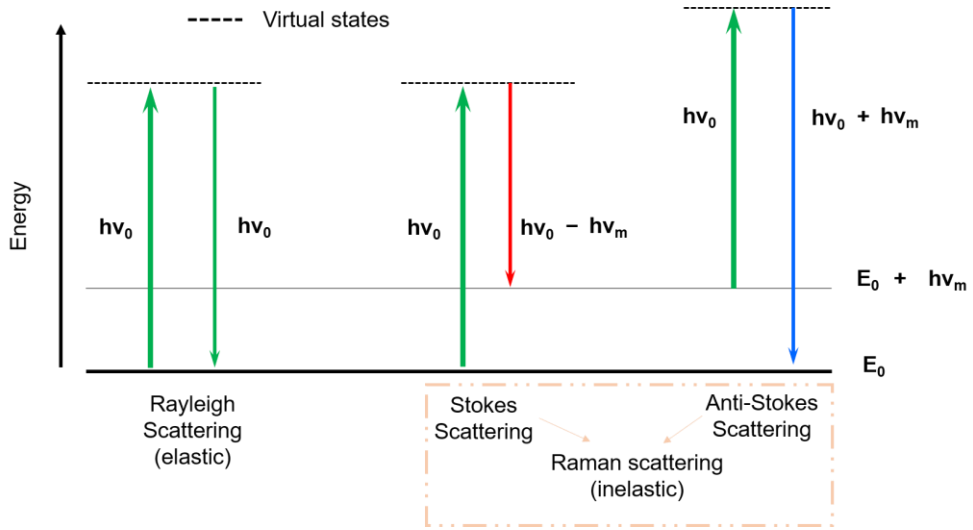 Virtual states
Energy
hv₀
hv₀
hv₀
hv₀ − hvₘ
hv₀
hv₀ + hvₘ
E₀ + hvₘ
E₀
Rayleigh
Scattering
(elastic)
Stokes
Scattering
Anti-Stokes
Scattering
Raman scattering
(inelastic)